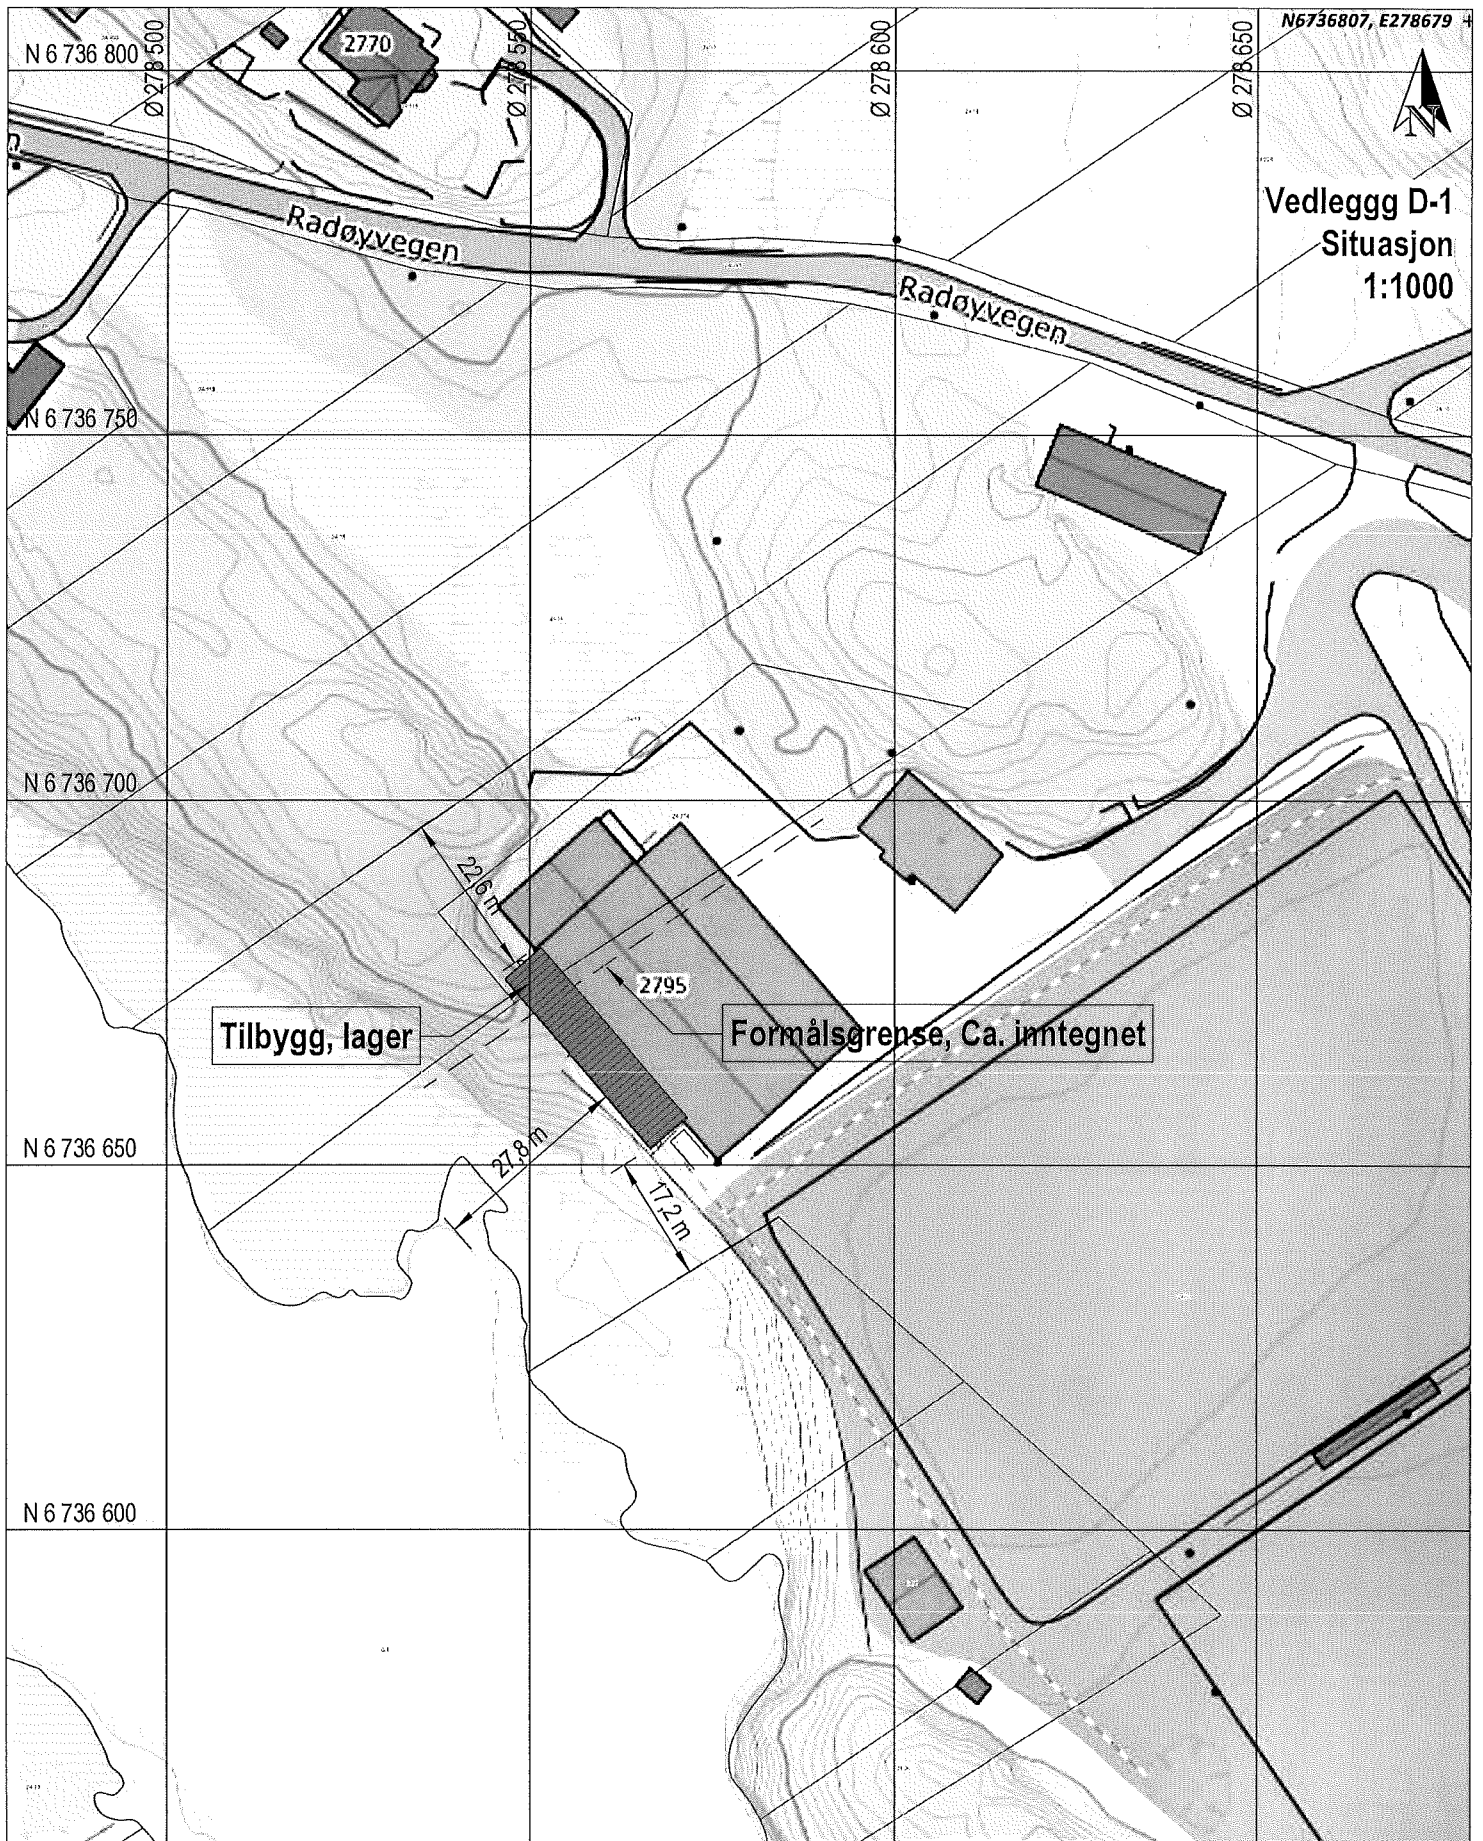 N6736807, E278679
N 6 736 800
Ø 278 500
2770
Ø 278 550
Ø 278 600
Ø 278 650
N
Vedleggg D-1
Situasjon
1:1000
Radøyvegen
Radøyvegen
N 6 736 750
N 6 736 700
22,6 m
2795
Tilbygg, lager
Formålsgrense, Ca. inntegnet
N 6 736 650
27,8 m
17,2 m
N 6 736 600